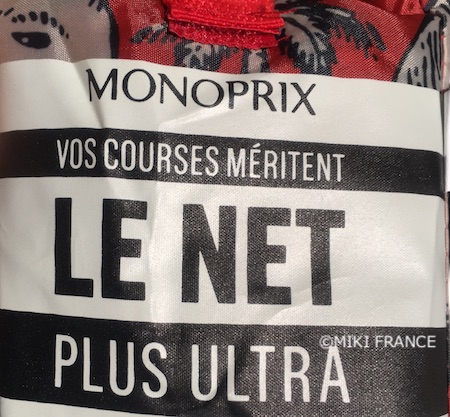 MONOPRIX
VOS COURSES MÉRITENT
LE NET
©MIKI FRANCE
PLUS ULTRA